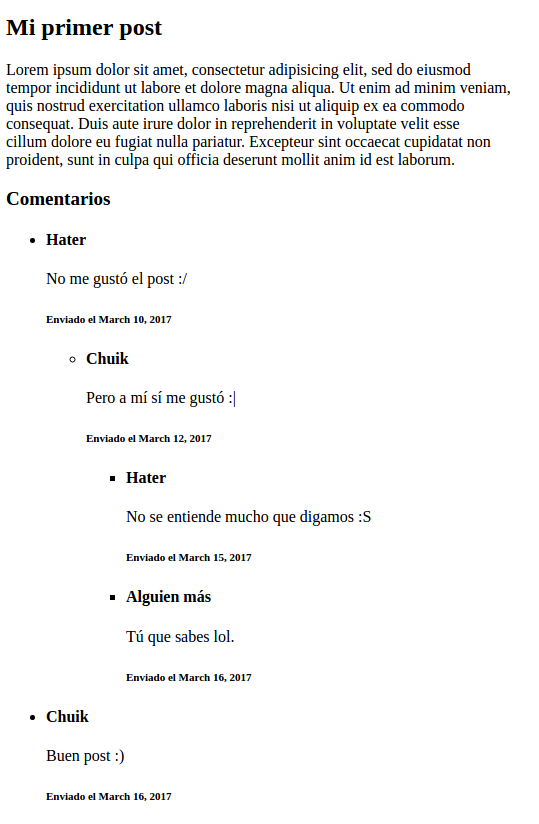 Mi primer post
Lorem ipsum dolor sit amet, consectetur adipisicing elit, sed do eiusmod
tempor incididunt ut labore et dolore magna aliqua. Ut enim ad minim veniam,
quis nostrud exercitation ullamco laboris nisi ut aliquip ex ea commodo
consequat. Duis aute irure dolor in reprehenderit in voluptate velit esse
cillum dolore eu fugiat nulla pariatur. Excepteur sint occaecat cupidatat non
proident, sunt in culpa qui officia deserunt mollit anim id est laborum.
Comentarios
Hater
No me gustó el post :/
Enviado el March 10, 2017
Chuik
Pero a mí sí me gustó :|
Enviado el March 12, 2017
Hater
No se entiende mucho que digamos :S
Enviado el March 15, 2017
Alguien más
Tú que sabes lol.
Enviado el March 16, 2017
Chuik
Buen post :)
Enviado el March 16, 2017